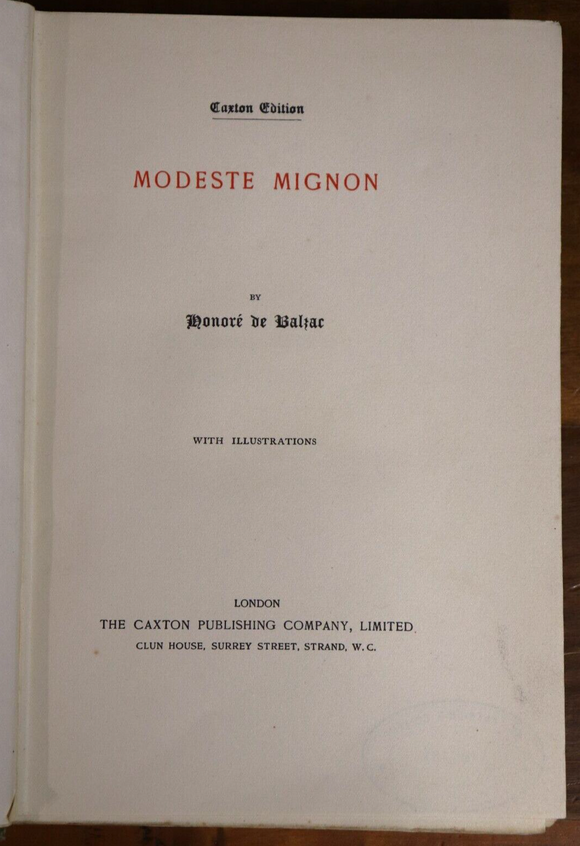 Caxton Edition
MODESTE MIGNON
BY
Honoré de Balzac
WITH ILLUSTRATIONS
LONDON
THE CAXTON PUBLISHING COMPANY, LIMITED.
CLUN HOUSE, SURREY STREET, STRAND, W.C.